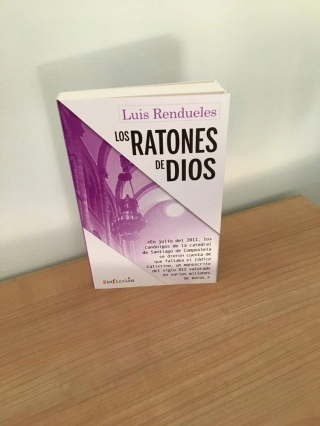 Luis Rendueles
LOS RATONES
DE DIOS
«En julio del 2011, los
canónigos de la catedral
de Santiago de Compostela
se dieron cuenta de
que faltaba el Códice
Calixtino, un manuscrito
del siglo XII valorado
en varios millones
de euros.»
Sinficción